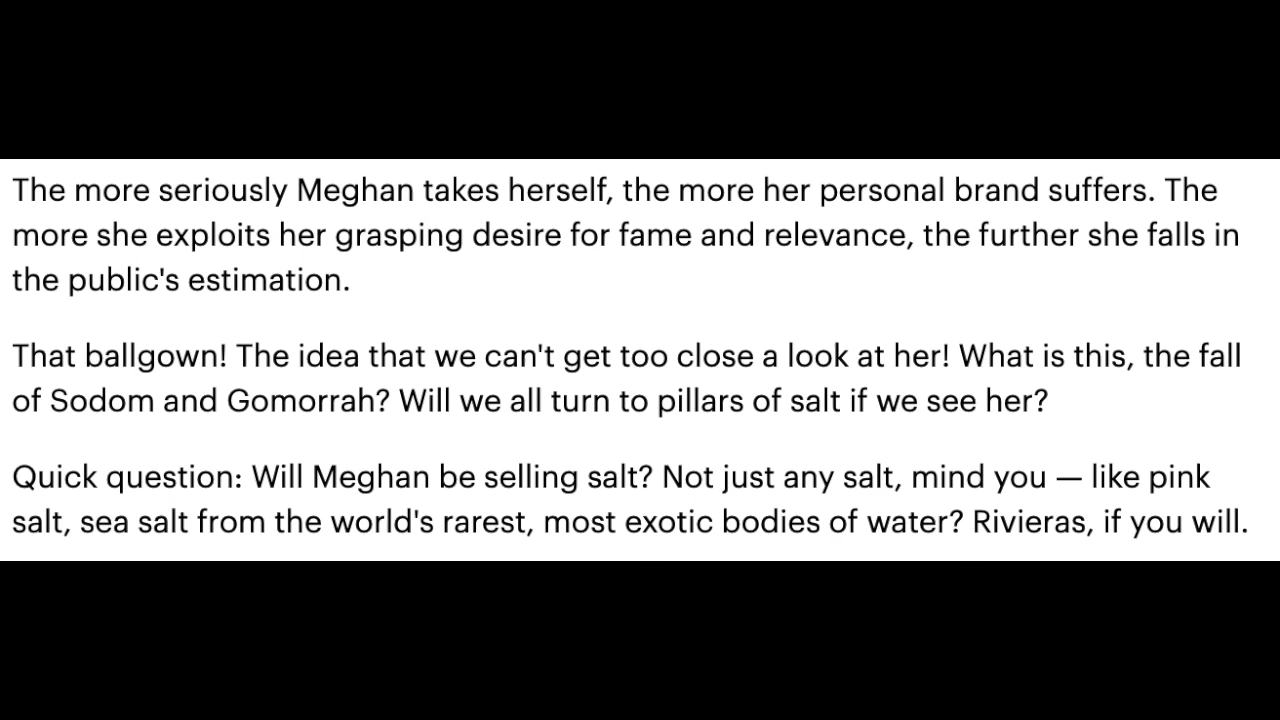 The more seriously Meghan takes herself, the more her personal brand suffers. The
more she exploits her grasping desire for fame and relevance, the further she falls in
the public's estimation.
That ballgown! The idea that we can't get too close a look at her! What is this, the fall
of Sodom and Gomorrah? Will we all turn to pillars of salt if we see her?
Quick question: Will Meghan be selling salt? Not just any salt, mind you — like pink
salt, sea salt from the world's rarest, most exotic bodies of water? Rivieras, if you will.